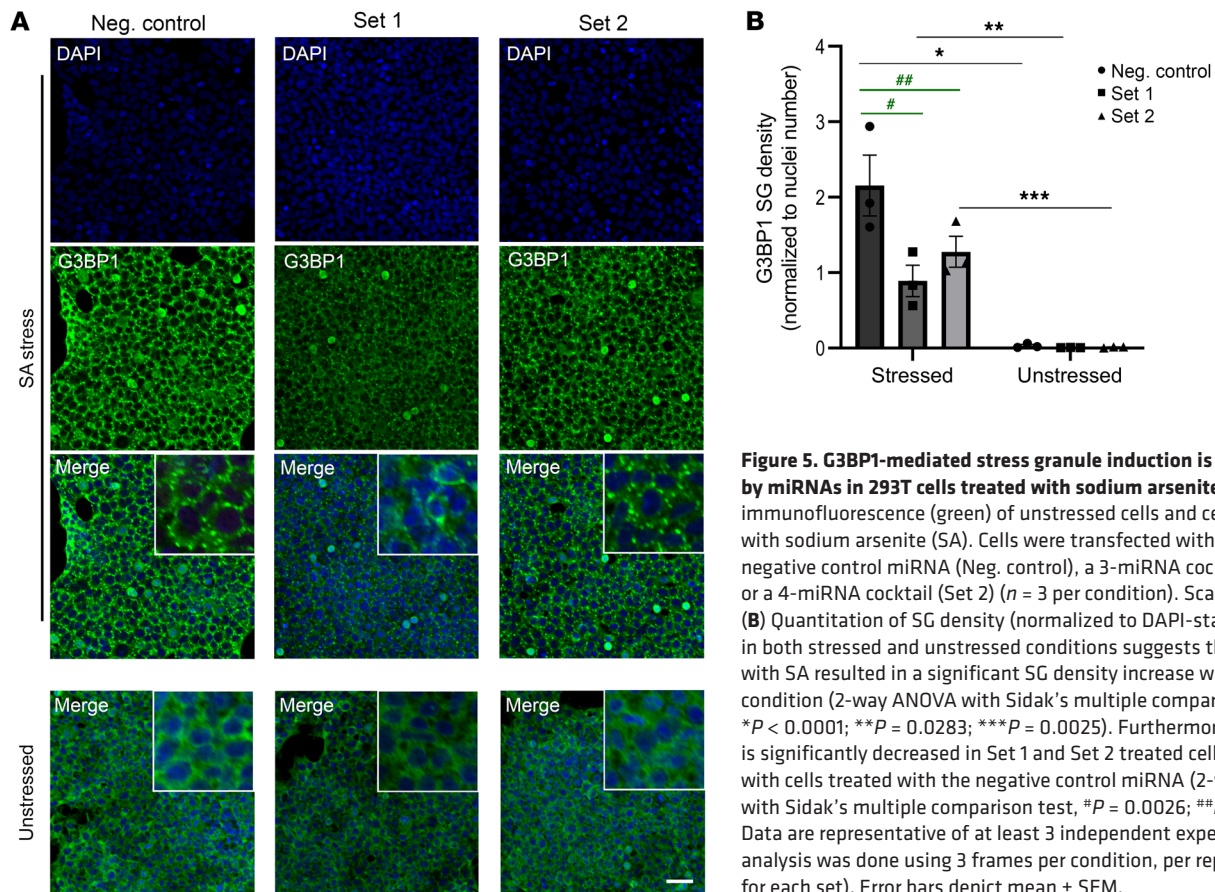 A
Neg. control
Set 1
Set 2
DAPI
DAPI
DAPI
G3BP1
G3BP1
G3BP1
Merge
Merge
Merge
SA stress
Merge
Merge
Merge
Unstressed
B
G3BP1 SG density
(normalized to nuclei number)
5
4
3
2
1
0
**
*
##
#
***
Neg. control
Set 1
Set 2
Stressed
Unstressed
Figure 5. G3BP1-mediated stress granule induction is
by miRNAs in 293T cells treated with sodium arsenite
immunofluorescence (green) of unstressed cells and ce
with sodium arsenite (SA). Cells were transfected with
negative control miRNA (Neg. control), a 3-miRNA coc
or a 4-miRNA cocktail (Set 2) (n = 3 per condition). Sca
(B) Quantitation of SG density (normalized to DAPI-sta
in both stressed and unstressed conditions suggests th
with SA resulted in a significant SG density increase w
condition (2-way ANOVA with Sidak's multiple compar
*P < 0.0001; **P = 0.0283; ***P = 0.0025). Furthermor
is significantly decreased in Set 1 and Set 2 treated cell
with cells treated with the negative control miRNA (2-
with Sidak's multiple comparison test, #P = 0.0026; ##
Data are representative of at least 3 independent expe
analysis was done using 3 frames per condition, per rep
for each set). Error bars depict mean ± SEM.